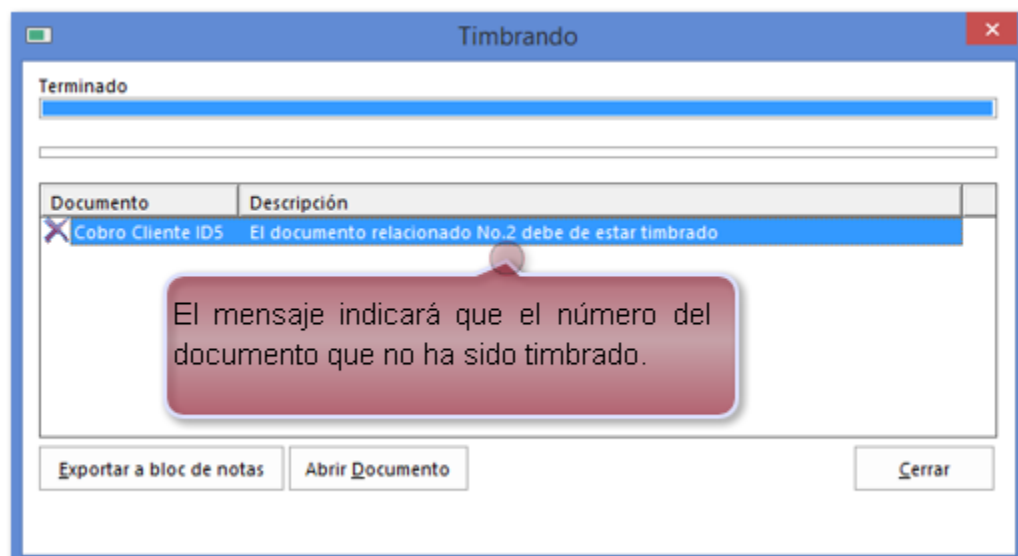 Timbrando
Terminado
Documento Descripción
Cobro Cliente ID5 El documento relacionado No.2 debe de estar timbrado
El mensaje indicará que el número del
documento que no ha sido timbrado.
Exportar a bloc de notas Abrir Documento Cerrar